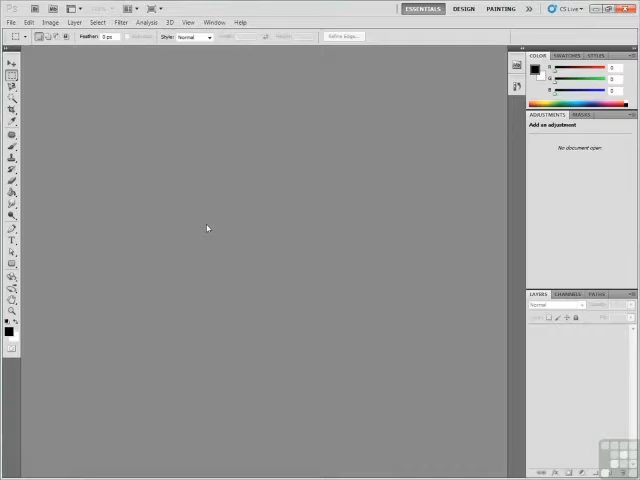 Ps
ESSENTIALS DESIGN PAINTING CS Live
File Edit Image Layer Select Filter Analysis 3D View Window Help
Feather: 0 px Style: Normal Refine Edge...
COLOR SWATCHES STYLES
R 0
G 0
B 0
ADJUSTMENTS MASKS
Add an adjustment
No document open
LAYERS CHANNELS PATHS
Normal